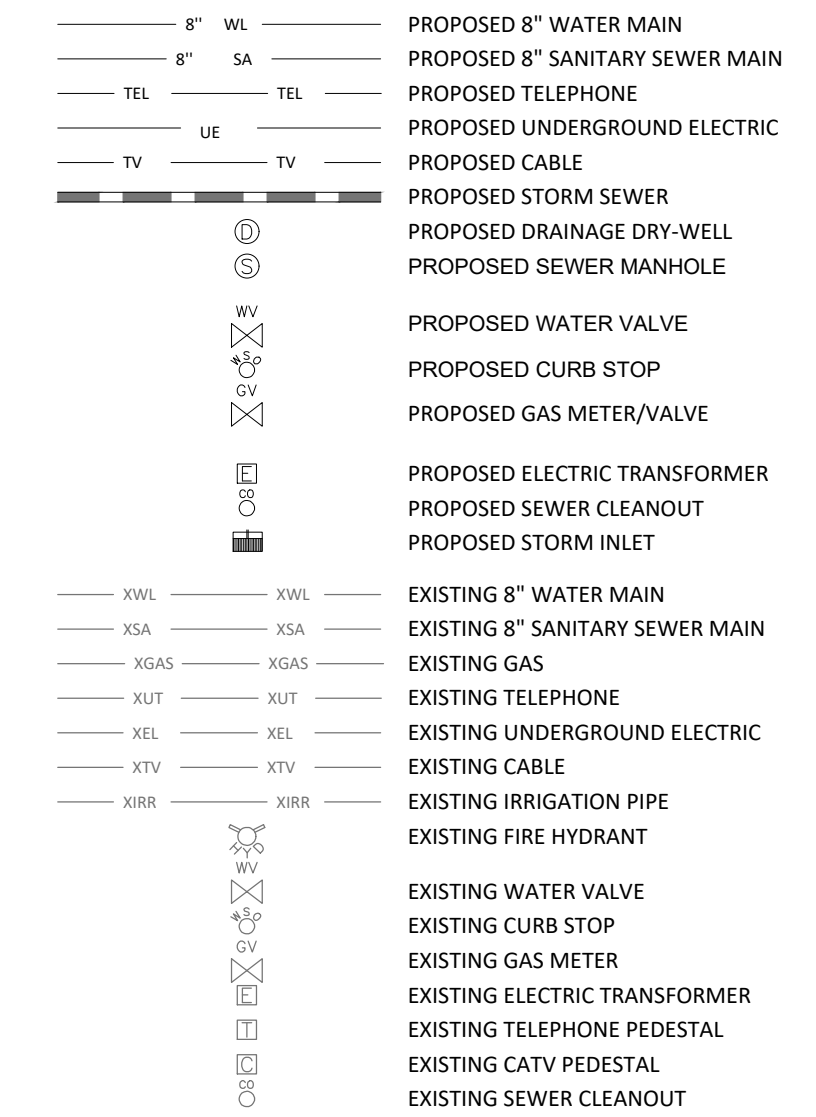 8" WL PROPOSED 8" WATER MAIN
8" SA PROPOSED 8" SANITARY SEWER MAIN
TEL TEL PROPOSED TELEPHONE
UE PROPOSED UNDERGROUND ELECTRIC
TV TV PROPOSED CABLE
PROPOSED STORM SEWER
D PROPOSED DRAINAGE DRY-WELL
S PROPOSED SEWER MANHOLE
WV
PROPOSED WATER VALVE
WSO PROPOSED CURB STOP
GV
PROPOSED GAS METER/VALVE
E PROPOSED ELECTRIC TRANSFORMER
CO PROPOSED SEWER CLEANOUT
PROPOSED STORM INLET
XWL XWL EXISTING 8" WATER MAIN
XSA XSA EXISTING 8" SANITARY SEWER MAIN
XGAS XGAS EXISTING GAS
XUT XUT EXISTING TELEPHONE
XEL XEL EXISTING UNDERGROUND ELECTRIC
XTV XTV EXISTING CABLE
XIRR XIRR EXISTING IRRIGATION PIPE
HYD EXISTING FIRE HYDRANT
WV
EXISTING WATER VALVE
WSO EXISTING CURB STOP
GV
EXISTING GAS METER
E EXISTING ELECTRIC TRANSFORMER
T EXISTING TELEPHONE PEDESTAL
C EXISTING CATV PEDESTAL
CO EXISTING SEWER CLEANOUT